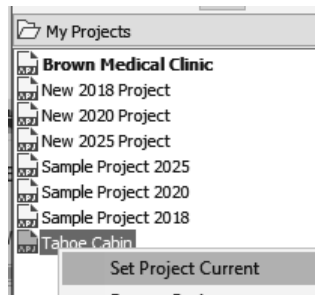 My Projects
Brown Medical Clinic
New 2018 Project
New 2020 Project
New 2025 Project
Sample Project 2025
Sample Project 2020
Sample Project 2018
Tahoe Cabin
Set Project Current